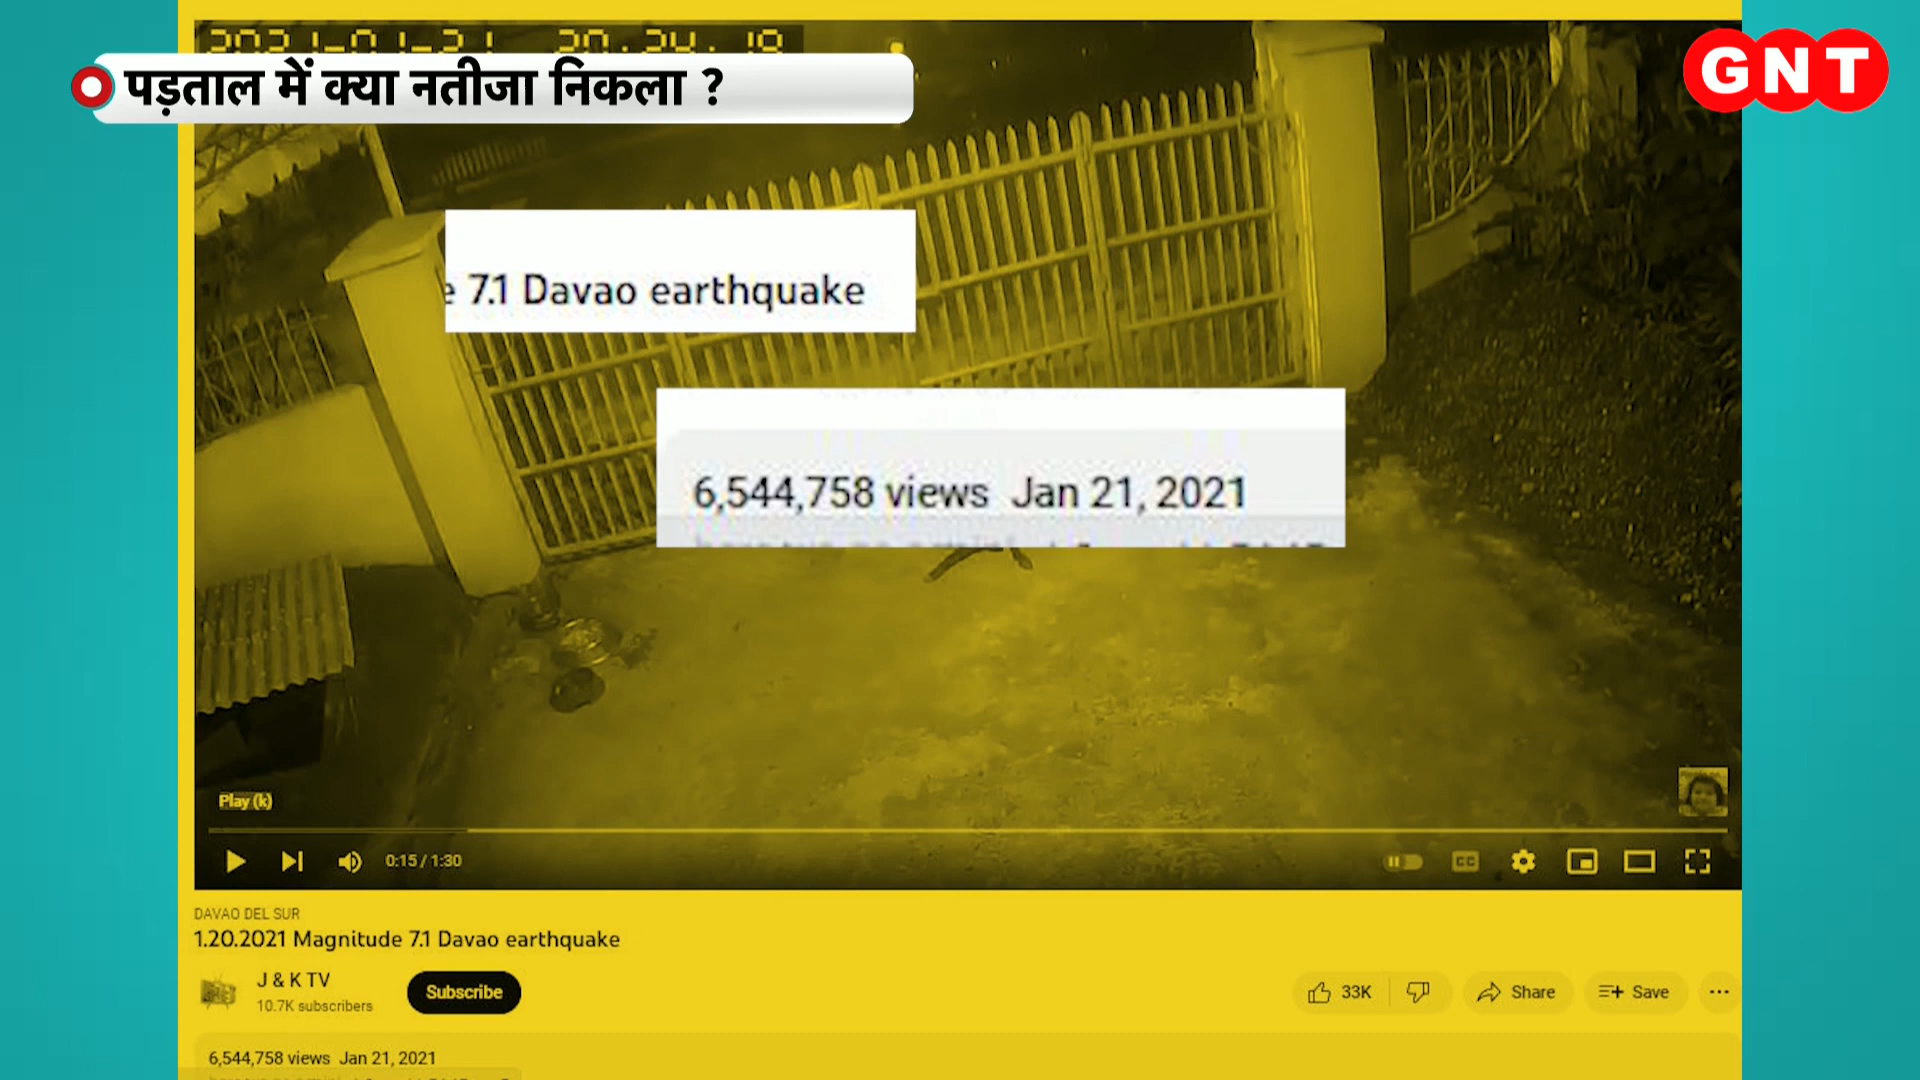 पड़ताल में क्या नतीजा निकला ?
GNT
7.1 Davao earthquake
6,544,758 views Jan 21, 2021
Play (k)
0:15 / 1:30
CC
DAVAO DEL SUR
1.20.2021 Magnitude 7.1 Davao earthquake
J & K TV
10.7K subscribers
Subscribe
33K
Share
Save
6,544,758 views Jan 21, 2021